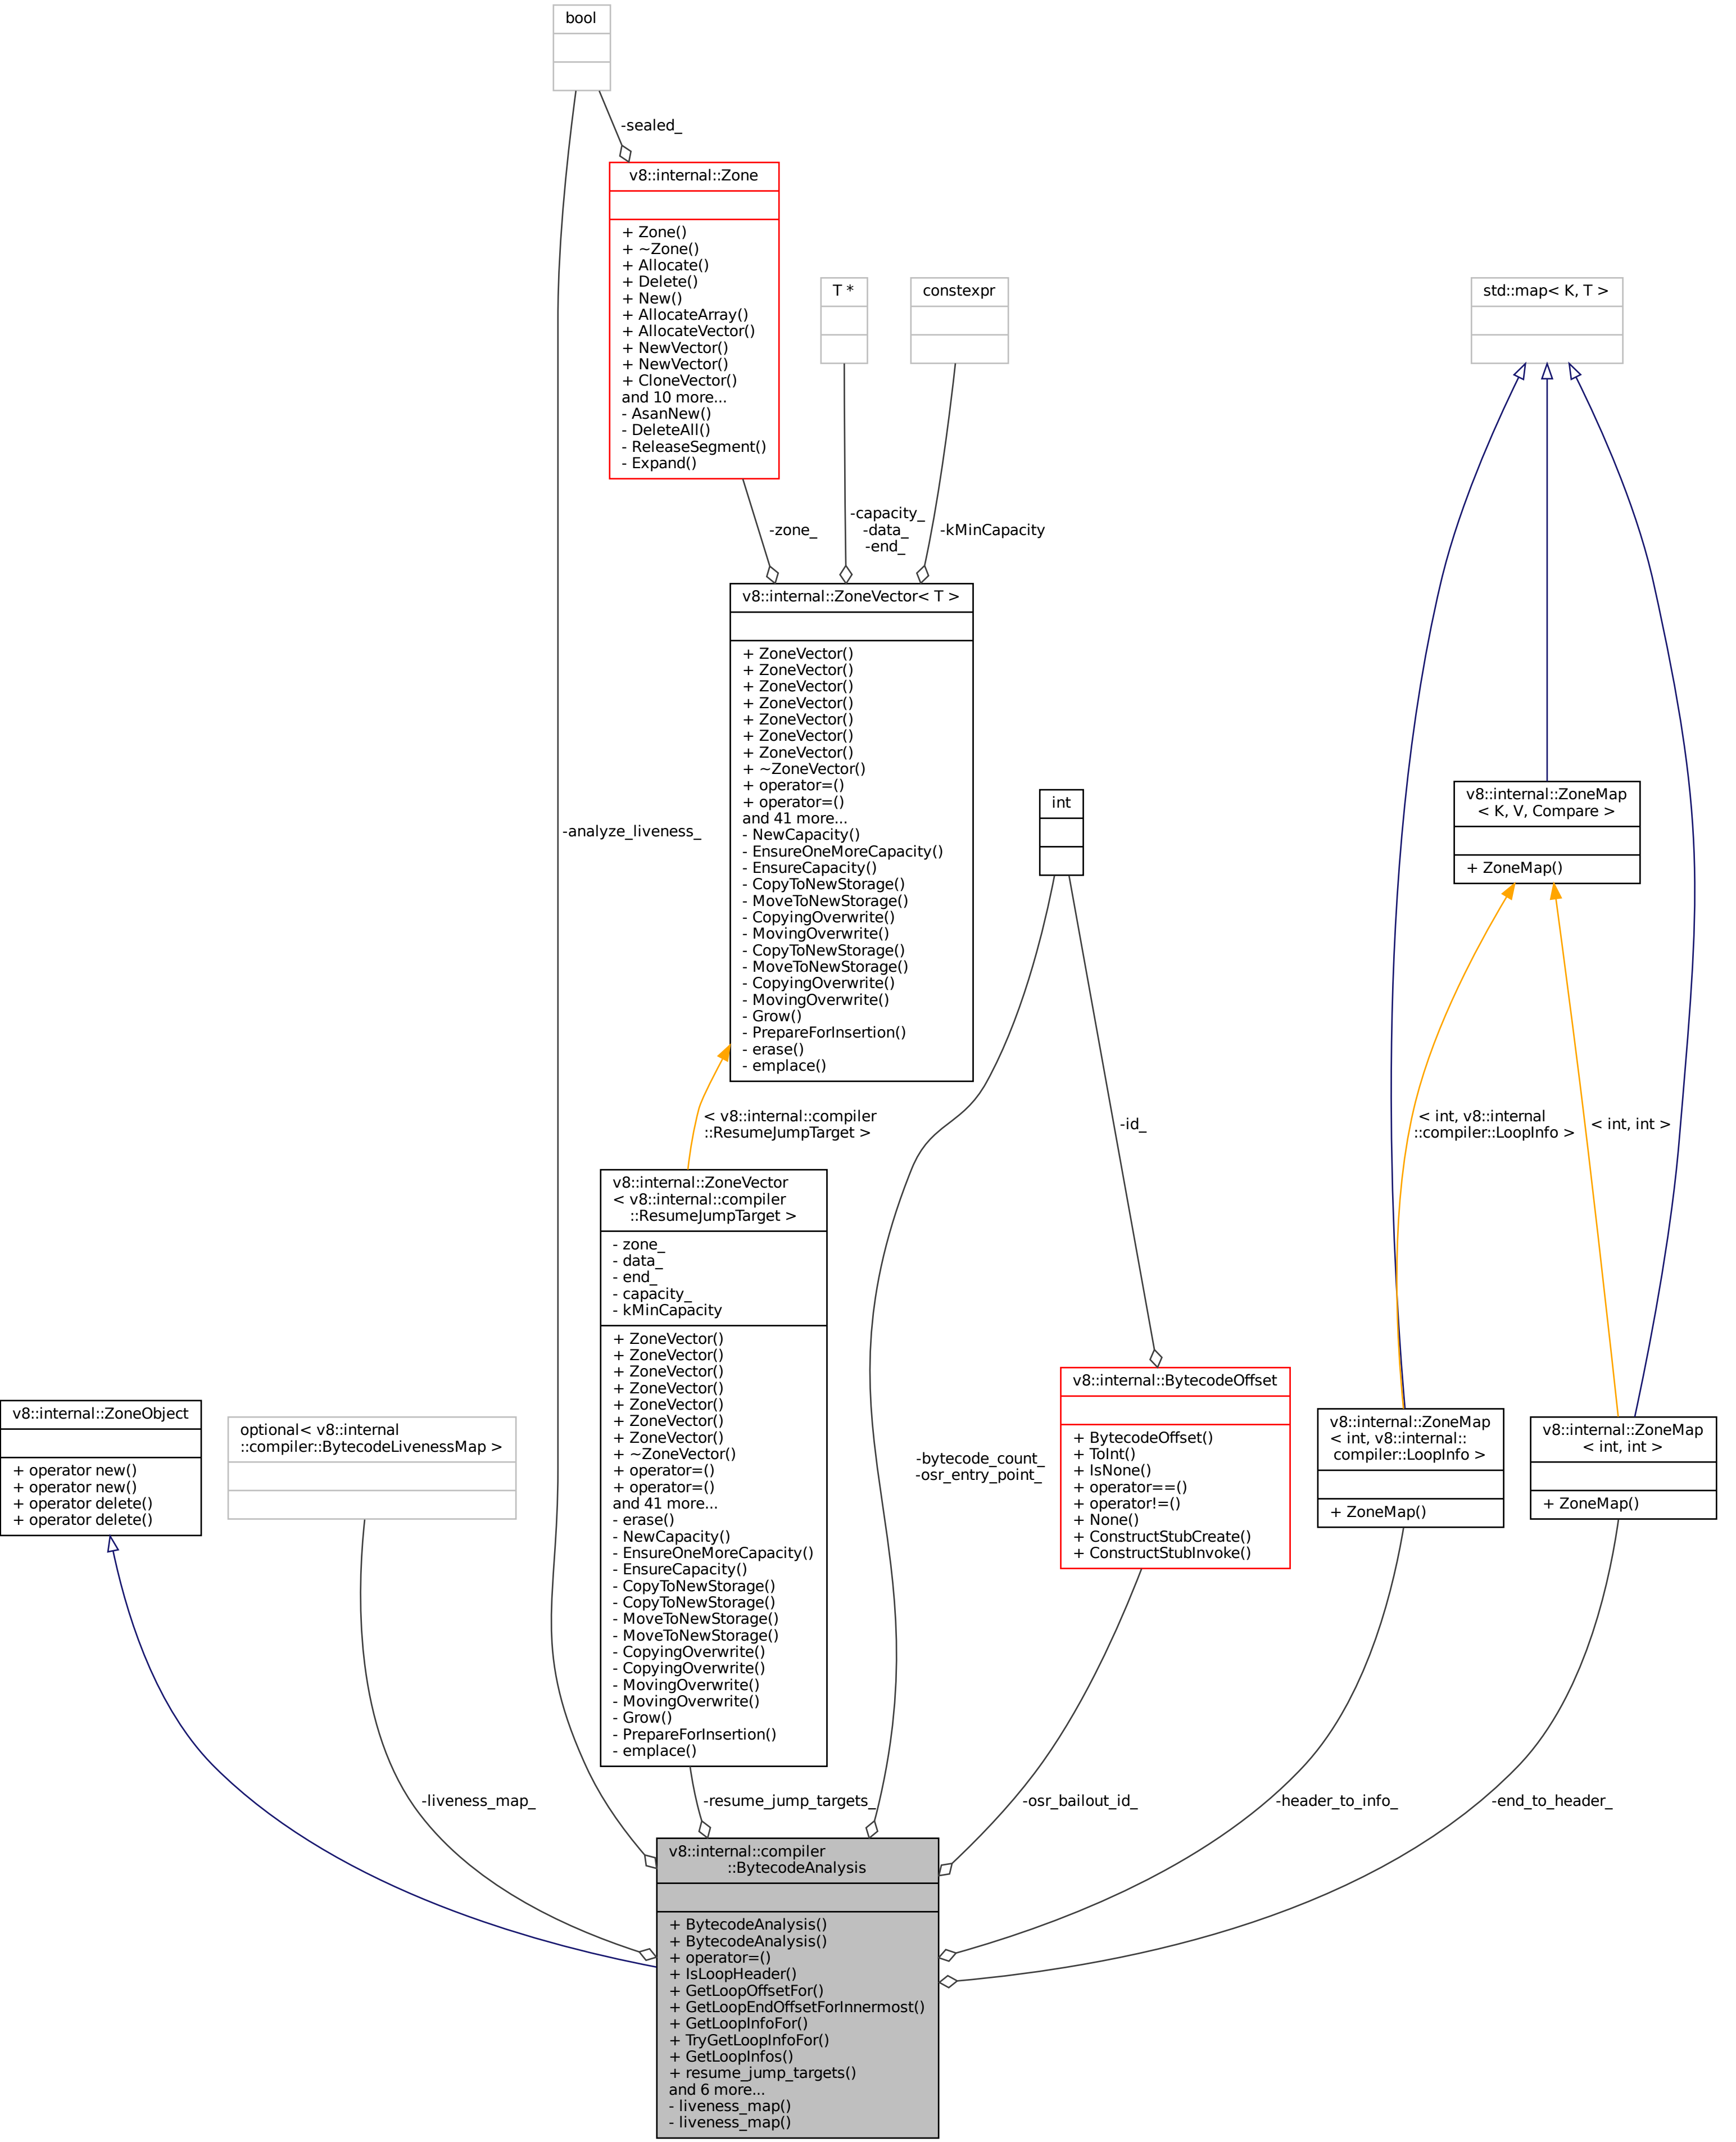 bool
-sealed_
v8::internal::Zone
+ Zone()
+ ~Zone()
+ Allocate()
+ Delete()
+ New()
+ AllocateArray()
+ AllocateVector()
+ NewVector()
+ NewVector()
+ CloneVector()
and 10 more...
- AsanNew()
- DeleteAll()
- ReleaseSegment()
- Expand()
T *
constexpr
std::map< K, T >
-zone_
-capacity_
-data_
-end_
-kMinCapacity
v8::internal::ZoneVector< T >
+ ZoneVector()
+ ZoneVector()
+ ZoneVector()
+ ZoneVector()
+ ZoneVector()
+ ZoneVector()
+ ZoneVector()
+ ~ZoneVector()
+ operator=()
+ operator=()
and 41 more...
- NewCapacity()
- EnsureOneMoreCapacity()
- EnsureCapacity()
- CopyToNewStorage()
- MoveToNewStorage()
- CopyingOverwrite()
- MovingOverwrite()
- CopyToNewStorage()
- MoveToNewStorage()
- CopyingOverwrite()
- MovingOverwrite()
- Grow()
- PrepareForInsertion()
- erase()
- emplace()
-analyze_liveness_
int
v8::internal::ZoneMap
< K, V, Compare >
+ ZoneMap()
< v8::internal::compiler
::ResumeJumpTarget >
-id_
< int, v8::internal
::compiler::LoopInfo >
< int, int >
v8::internal::ZoneVector
< v8::internal::compiler
::ResumeJumpTarget >
- zone_
- data_
- end_
- capacity_
- kMinCapacity
+ ZoneVector()
+ ZoneVector()
+ ZoneVector()
+ ZoneVector()
+ ZoneVector()
+ ZoneVector()
+ ZoneVector()
+ ~ZoneVector()
+ operator=()
+ operator=()
and 41 more...
- erase()
- NewCapacity()
- EnsureOneMoreCapacity()
- EnsureCapacity()
- CopyToNewStorage()
- CopyToNewStorage()
- MoveToNewStorage()
- MoveToNewStorage()
- CopyingOverwrite()
- CopyingOverwrite()
- MovingOverwrite()
- MovingOverwrite()
- Grow()
- PrepareForInsertion()
- emplace()
v8::internal::ZoneObject
+ operator new()
+ operator new()
+ operator delete()
+ operator delete()
optional< v8::internal
::compiler::BytecodeLivenessMap >
-bytecode_count_
-osr_entry_point_
v8::internal::BytecodeOffset
+ BytecodeOffset()
+ ToInt()
+ IsNone()
+ operator==()
+ operator!=()
+ None()
+ ConstructStubCreate()
+ ConstructStubInvoke()
v8::internal::ZoneMap
< int, v8::internal::
compiler::LoopInfo >
+ ZoneMap()
v8::internal::ZoneMap
< int, int >
+ ZoneMap()
-liveness_map_
-resume_jump_targets_
-osr_bailout_id_
-header_to_info_
-end_to_header_
v8::internal::compiler
::BytecodeAnalysis
+ BytecodeAnalysis()
+ BytecodeAnalysis()
+ operator=()
+ IsLoopHeader()
+ GetLoopOffsetFor()
+ GetLoopEndOffsetForInnermost()
+ GetLoopInfoFor()
+ TryGetLoopInfoFor()
+ GetLoopInfos()
+ resume_jump_targets()
and 6 more...
- liveness_map()
- liveness_map()